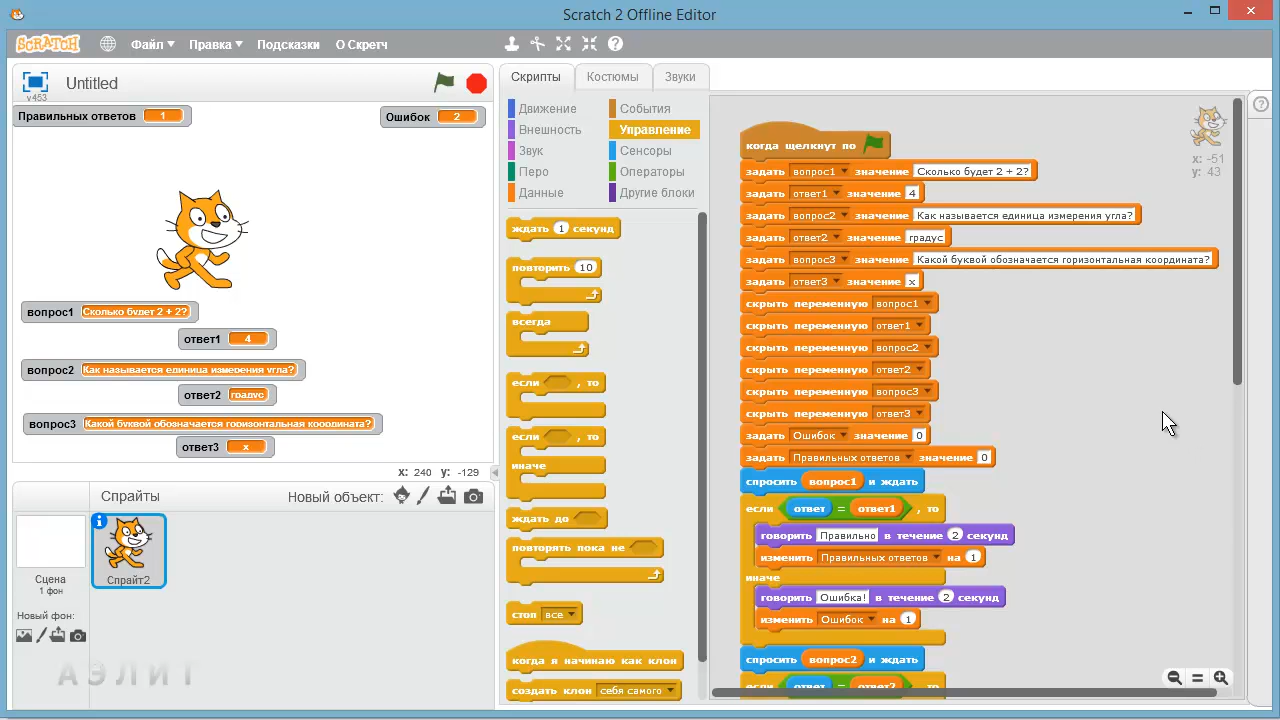 Scratch 2 Offline Editor
SCRATCH Файл Правка Подсказки О Скретч
v453 Untitled
Правильных ответов 1 Ошибок 2
вопрос1 Сколько будет 2 + 2?
ответ1 4
вопрос2 Как называется единица измерения угла?
ответ2 градус
вопрос3 Какой буквой обозначается горизонтальная координата?
ответ3 x
x: 240 y: -129
Спрайты Новый объект:
Сцена
1 фон
Спрайт2
Новый фон:
АЭЛИТ
Скрипты Костюмы Звуки
Движение События
Внешность Управление
Звук Сенсоры
Перо Операторы
Данные Другие блоки
ждать 1 секунд
повторить 10
всегда
если , то
если , то
иначе
ждать до
повторять пока не
стоп все
когда я начинаю как клон
создать клон себя самого
x: -51
y: 43
когда щелкнут по
задать вопрос1 значение Сколько будет 2 + 2?
задать ответ1 значение 4
задать вопрос2 значение Как называется единица измерения угла?
задать ответ2 значение градус
задать вопрос3 значение Какой буквой обозначается горизонтальная координата?
задать ответ3 значение x
скрыть переменную вопрос1
скрыть переменную ответ1
скрыть переменную вопрос2
скрыть переменную ответ2
скрыть переменную вопрос3
скрыть переменную ответ3
задать Ошибок значение 0
задать Правильных ответов значение 0
спросить вопрос1 и ждать
если ответ = ответ1 , то
говорить Правильно в течение 2 секунд
изменить Правильных ответов на 1
иначе
говорить Ошибка! в течение 2 секунд
изменить Ошибок на 1
спросить вопрос2 и ждать
если ответ = ответ2 , то